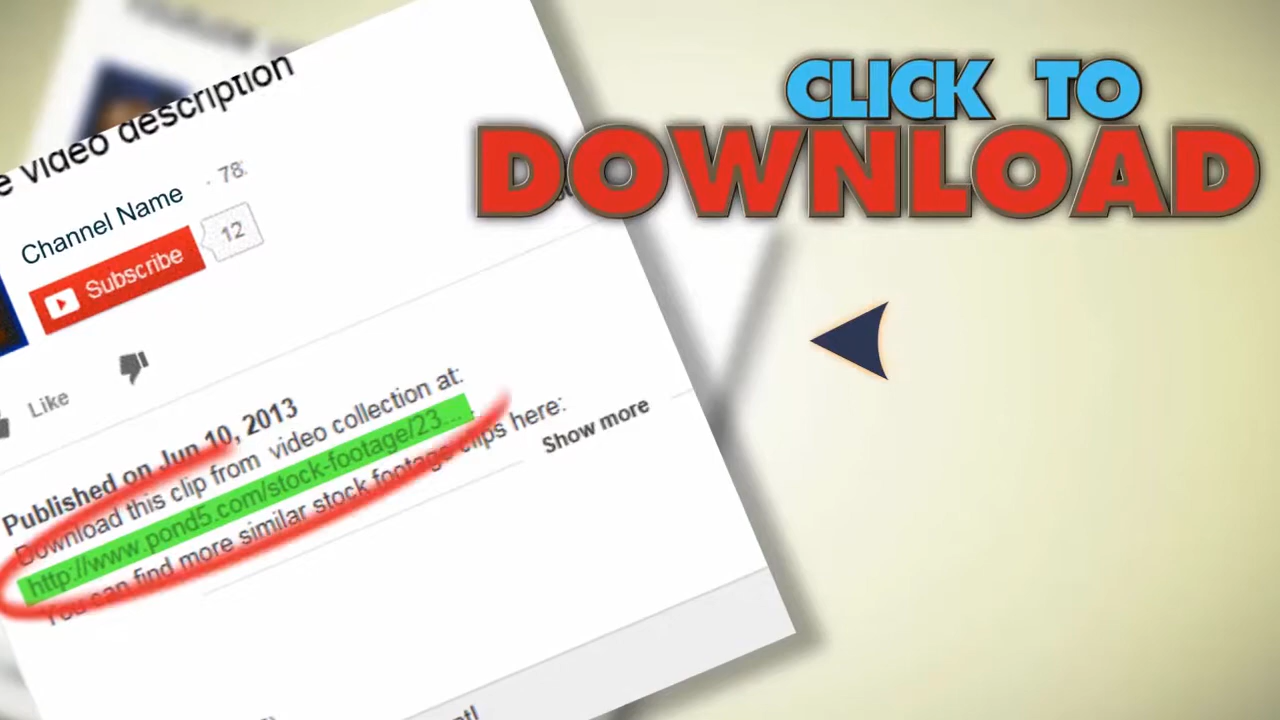 CLICK TO
DOWNLOAD
video description
Channel Name
78
Subscribe
12
Like
Published on Jun 10, 2013
Download this clip from video collection at:
http://www.pond5.com/stock-footage/23...
You can find more similar stock footage clips here:
Show more